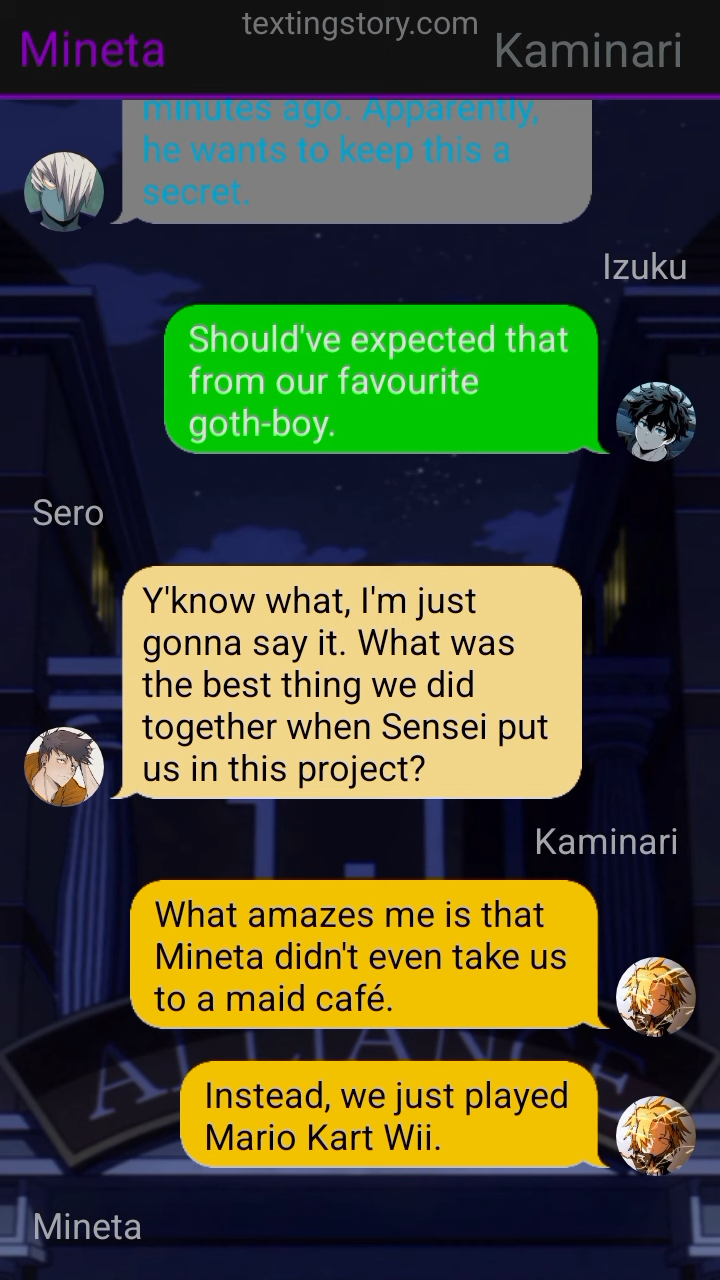 textingstory.com
Mineta
Kaminari
minutes ago. Apparently,
he wants to keep this a
secret.
Izuku
Should've expected that
from our favourite
goth-boy.
Sero
Y'know what, I'm just
gonna say it. What was
the best thing we did
together when Sensei put
us in this project?
Kaminari
What amazes me is that
Mineta didn't even take us
to a maid café.
Instead, we just played
Mario Kart Wii.
ALLIANCE
Mineta